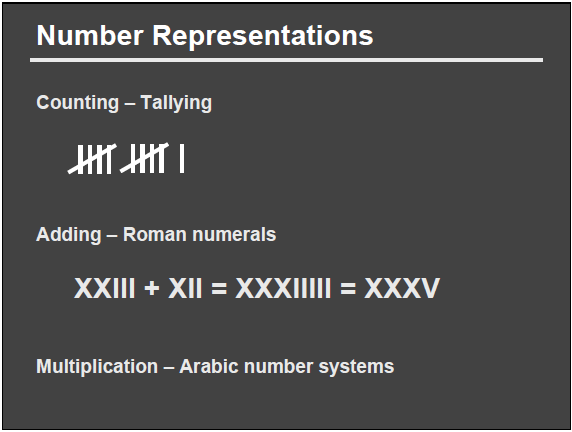 Number Representations
Counting – Tallying
Adding – Roman numerals
XXIII + XII = XXXIIIII = XXXV
Multiplication – Arabic number systems